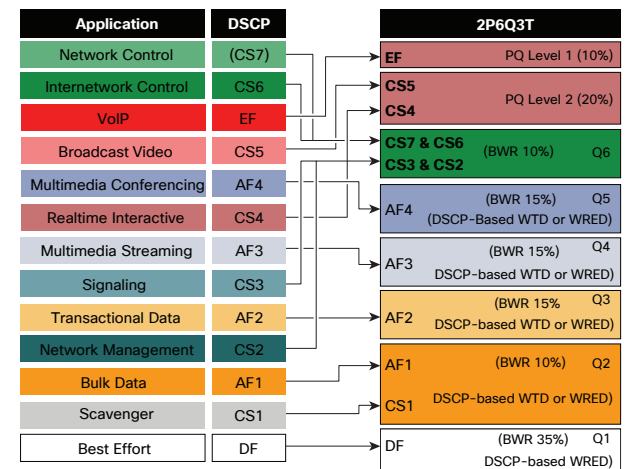 Application DSCP 2P6Q3T
Network Control (CS7)
Internetwork Control CS6
VoIP EF
Broadcast Video CS5
Multimedia Conferencing AF4
Realtime Interactive CS4
Multimedia Streaming AF3
Signaling CS3
Transactional Data AF2
Network Management CS2
Bulk Data AF1
Scavenger CS1
Best Effort DF
EF PQ Level 1 (10%)
CS5
PQ Level 2 (20%)
CS4
CS7 & CS6
(BWR 10%) Q6
CS3 & CS2
(BWR 15%) Q5
AF4
(DSCP-Based WTD or WRED)
(BWR 15%) Q4
AF3
DSCP-based WTD or WRED)
(BWR 15% Q3
AF2
DSCP-based WTD or WRED)
AF1 (BWR 10%) Q2
CS1 DSCP-based WTD or WRED)
DF (BWR 35%) Q1
DSCP-based WRED)